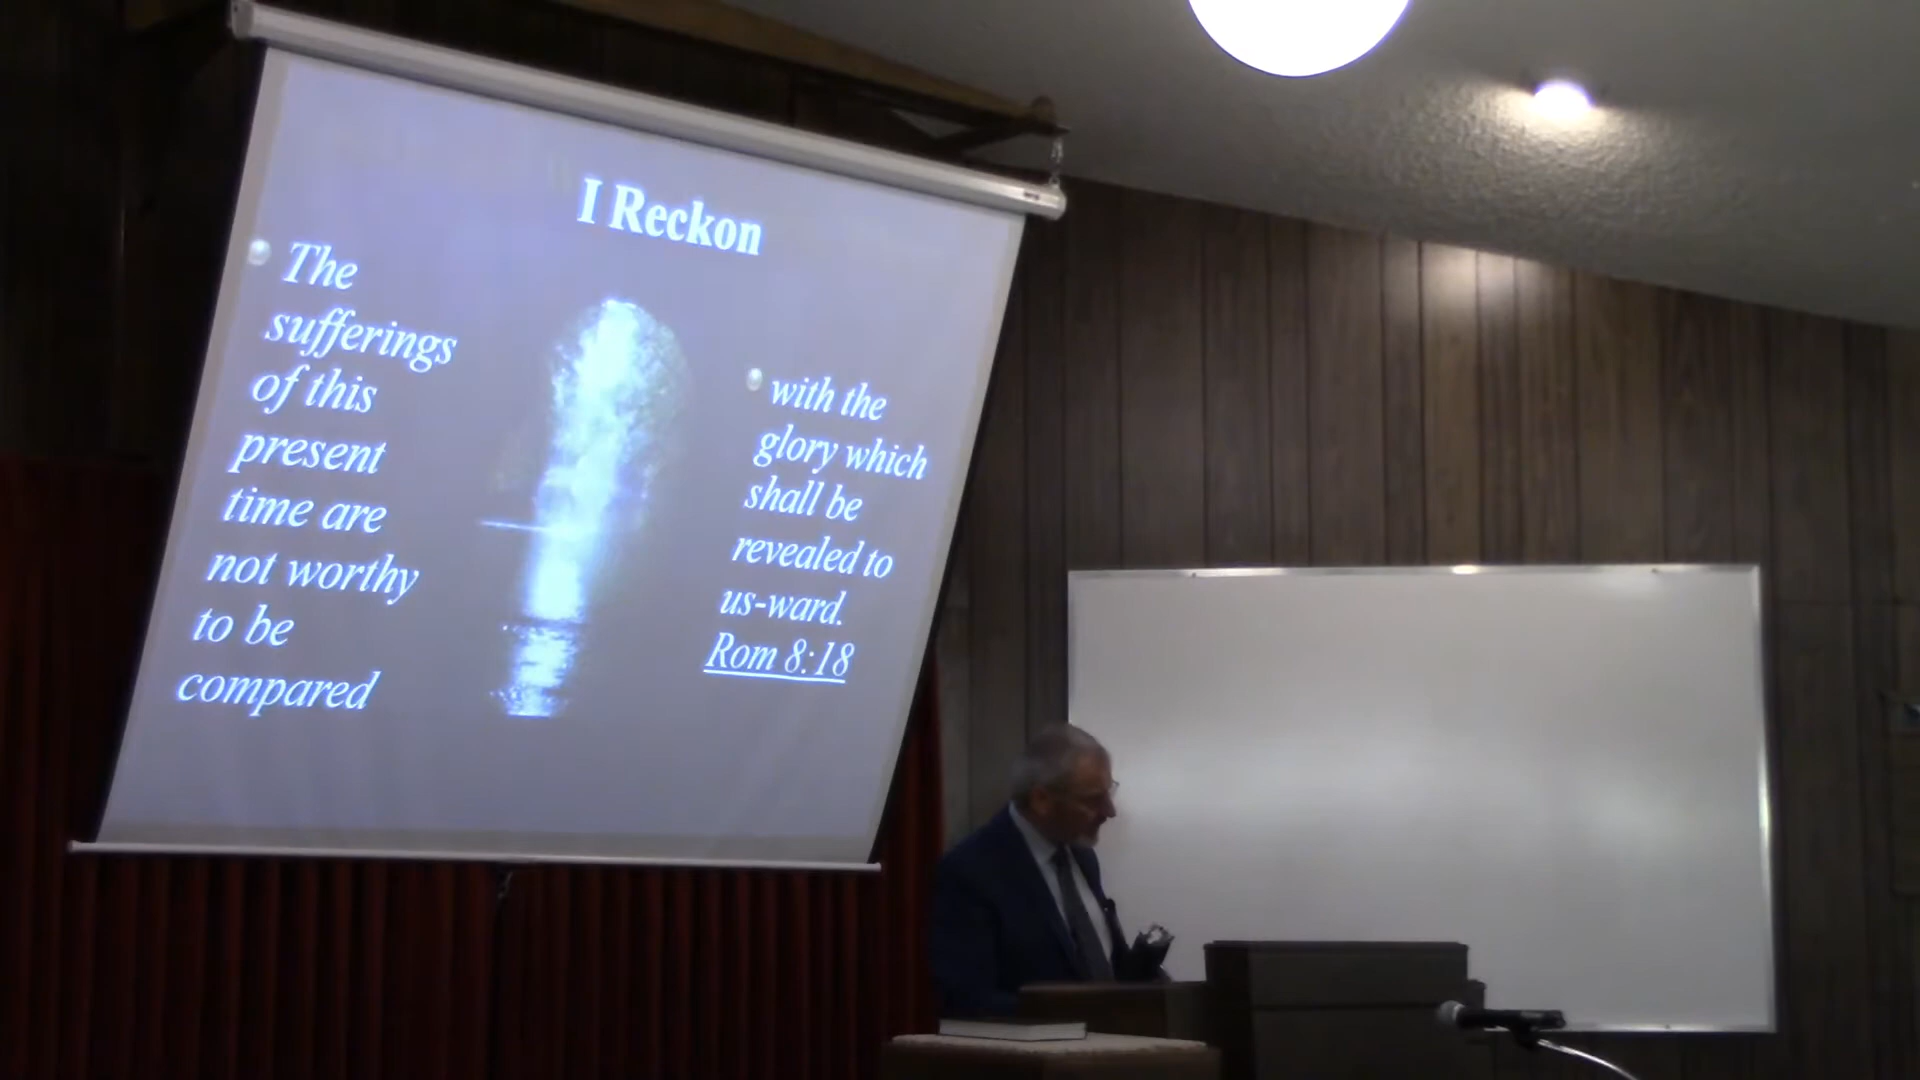 I Reckon
The
sufferings
of this
present
time are
not worthy
to be
compared
with the
glory which
shall be
revealed to
us-ward.
Rom 8:18